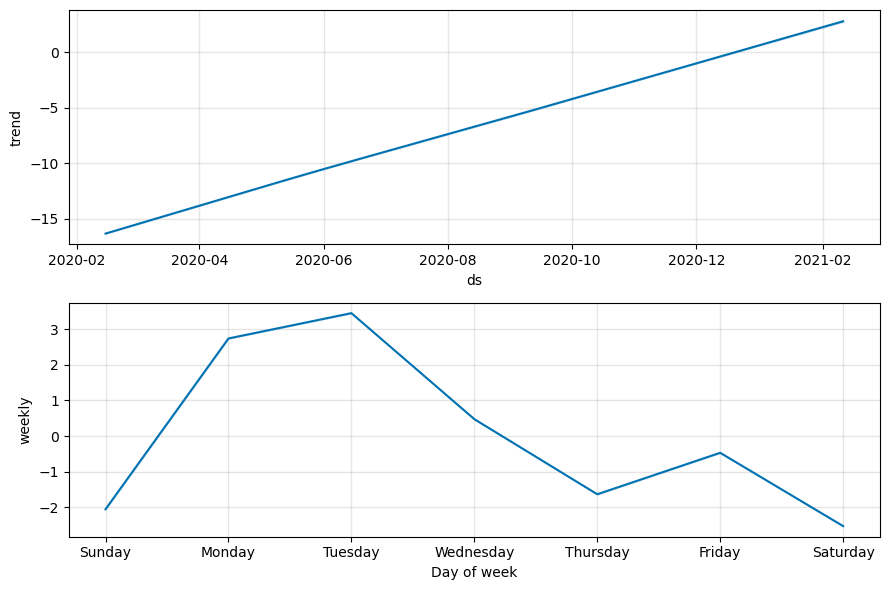 trend
0
−5
−10
−15
2020-02 2020-04 2020-06 2020-08 2020-10 2020-12 2021-02
ds
weekly
3
2
1
0
−1
−2
Sunday Monday Tuesday Wednesday Thursday Friday Saturday
Day of week